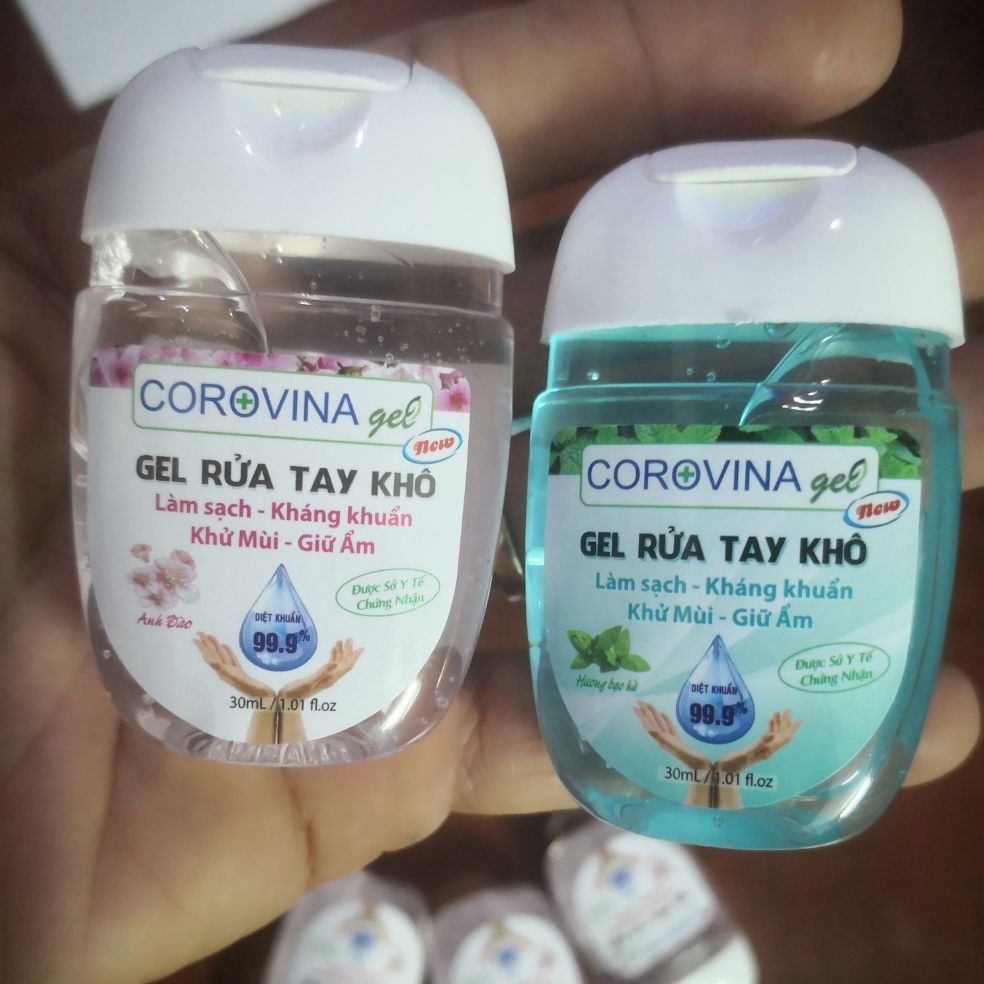 COROVINA gel
New
GEL RỬA TAY KHÔ
Làm sạch - Kháng khuẩn
Khử Mùi - Giữ Ẩm
Anh Đào
Được Sở Y Tế
Chứng Nhận
DIỆT KHUẨN
99.9%
30mL / 1.01 fl.oz
COROVINA gel
New
GEL RỬA TAY KHÔ
Làm sạch - Kháng khuẩn
Khử Mùi - Giữ Ẩm
Hương bạc hà
Được Sở Y Tế
Chứng Nhận
DIỆT KHUẨN
99.9%
30mL / 1.01 fl.oz